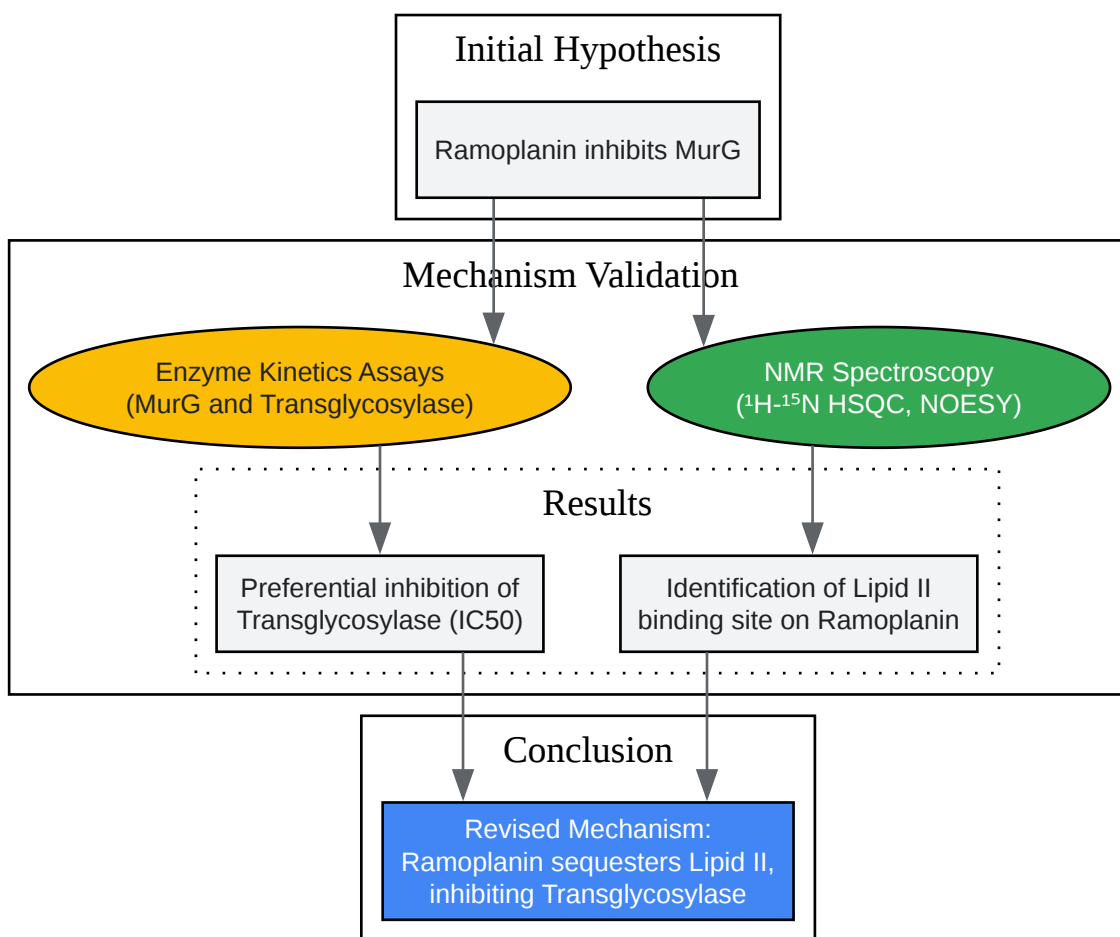 Initial Hypothesis
Ramoplanin inhibits MurG
Mechanism Validation
Enzyme Kinetics Assays
(MurG and Transglycosylase)
NMR Spectroscopy
(¹H-¹⁵N HSQC, NOESY)
Results
Preferential inhibition of
Transglycosylase (IC50)
Identification of Lipid II
binding site on Ramoplanin
Conclusion
Revised Mechanism:
Ramoplanin sequesters Lipid II,
inhibiting Transglycosylase